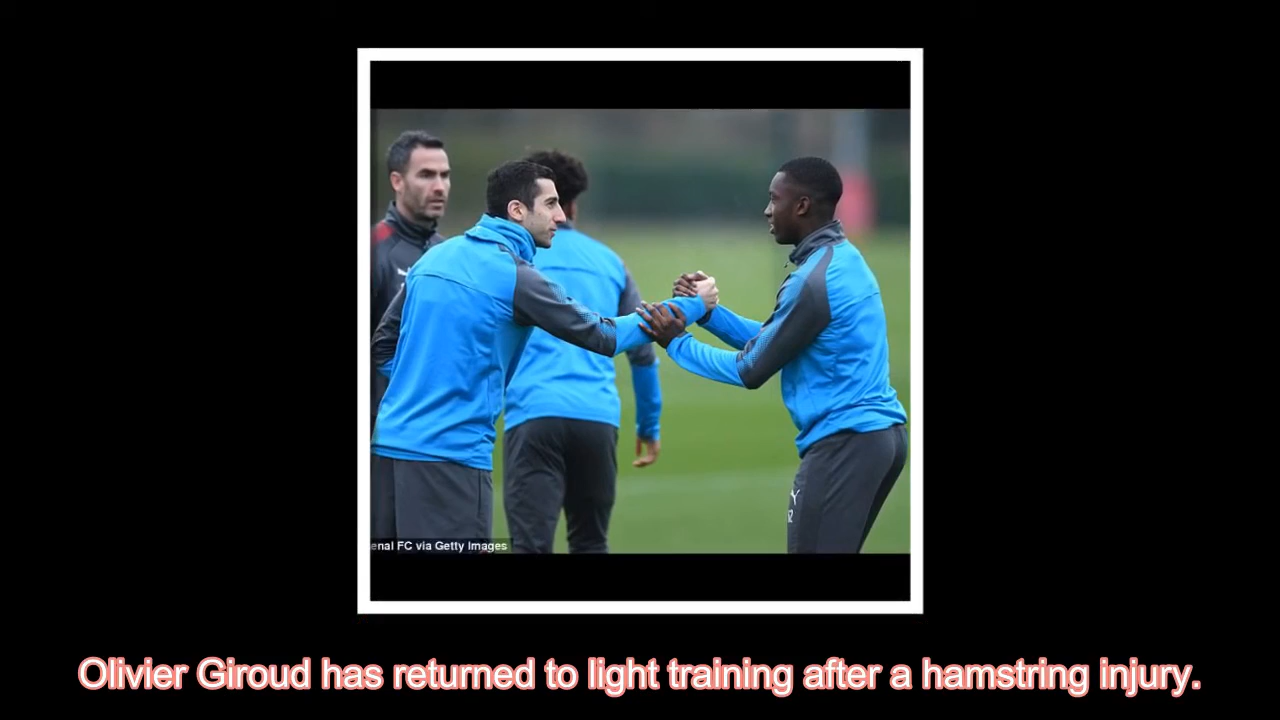 enal FC via Getty Images
Olivier Giroud has returned to light training after a hamstring injury.